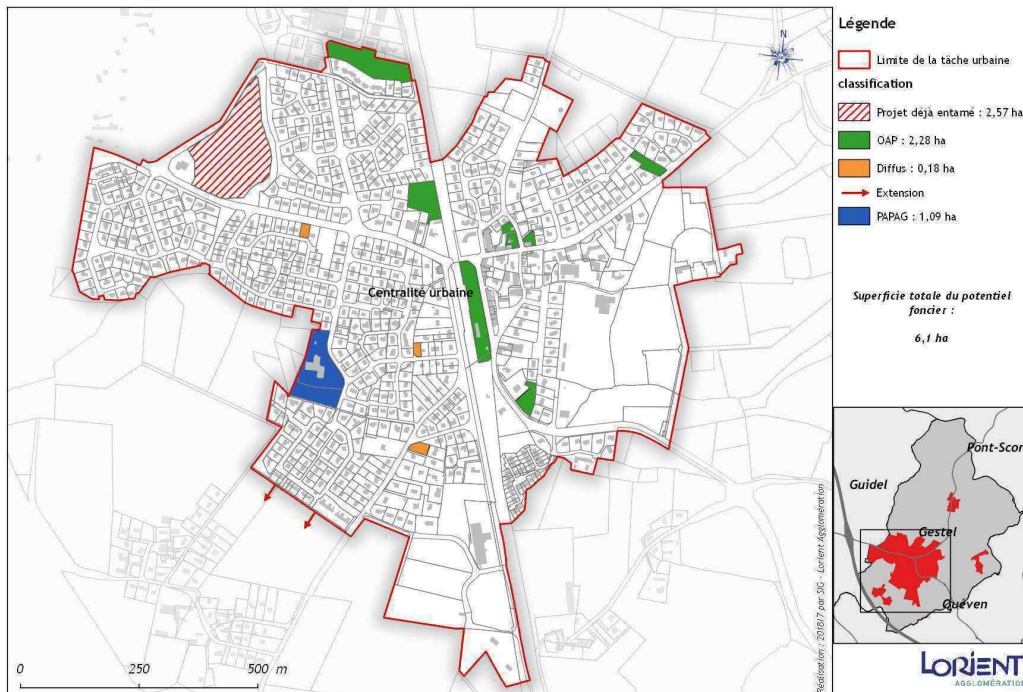 Légende
Limite de la tâche urbaine
classification
Projet déjà entamé : 2,57 ha
OAP : 2,28 ha
Diffus : 0,18 ha
Extension
PAPAG : 1,09 ha
Superficie totale du potentiel
foncier :
6,1 ha
N
Centralité urbaine
0 250 500 m
Réalisation : 2018/7 par SIG - Lorient Agglomération
Pont-Scor
Guidel
Gestel
Quéven
LORIENT
AGGLOMÉRATION